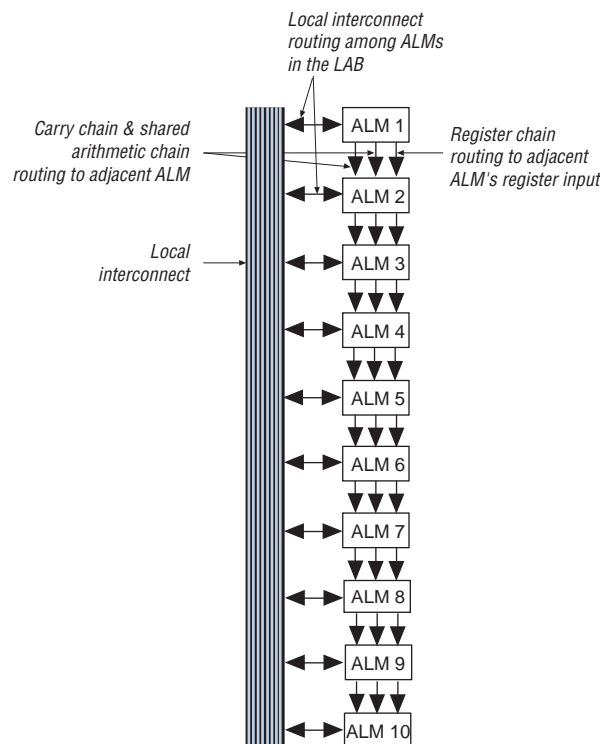 Local interconnect
routing among ALMs
in the LAB
Carry chain & shared
arithmetic chain
routing to adjacent ALM
Register chain
routing to adjacent
ALM's register input
Local
interconnect
ALM 1
ALM 2
ALM 3
ALM 4
ALM 5
ALM 6
ALM 7
ALM 8
ALM 9
ALM 10